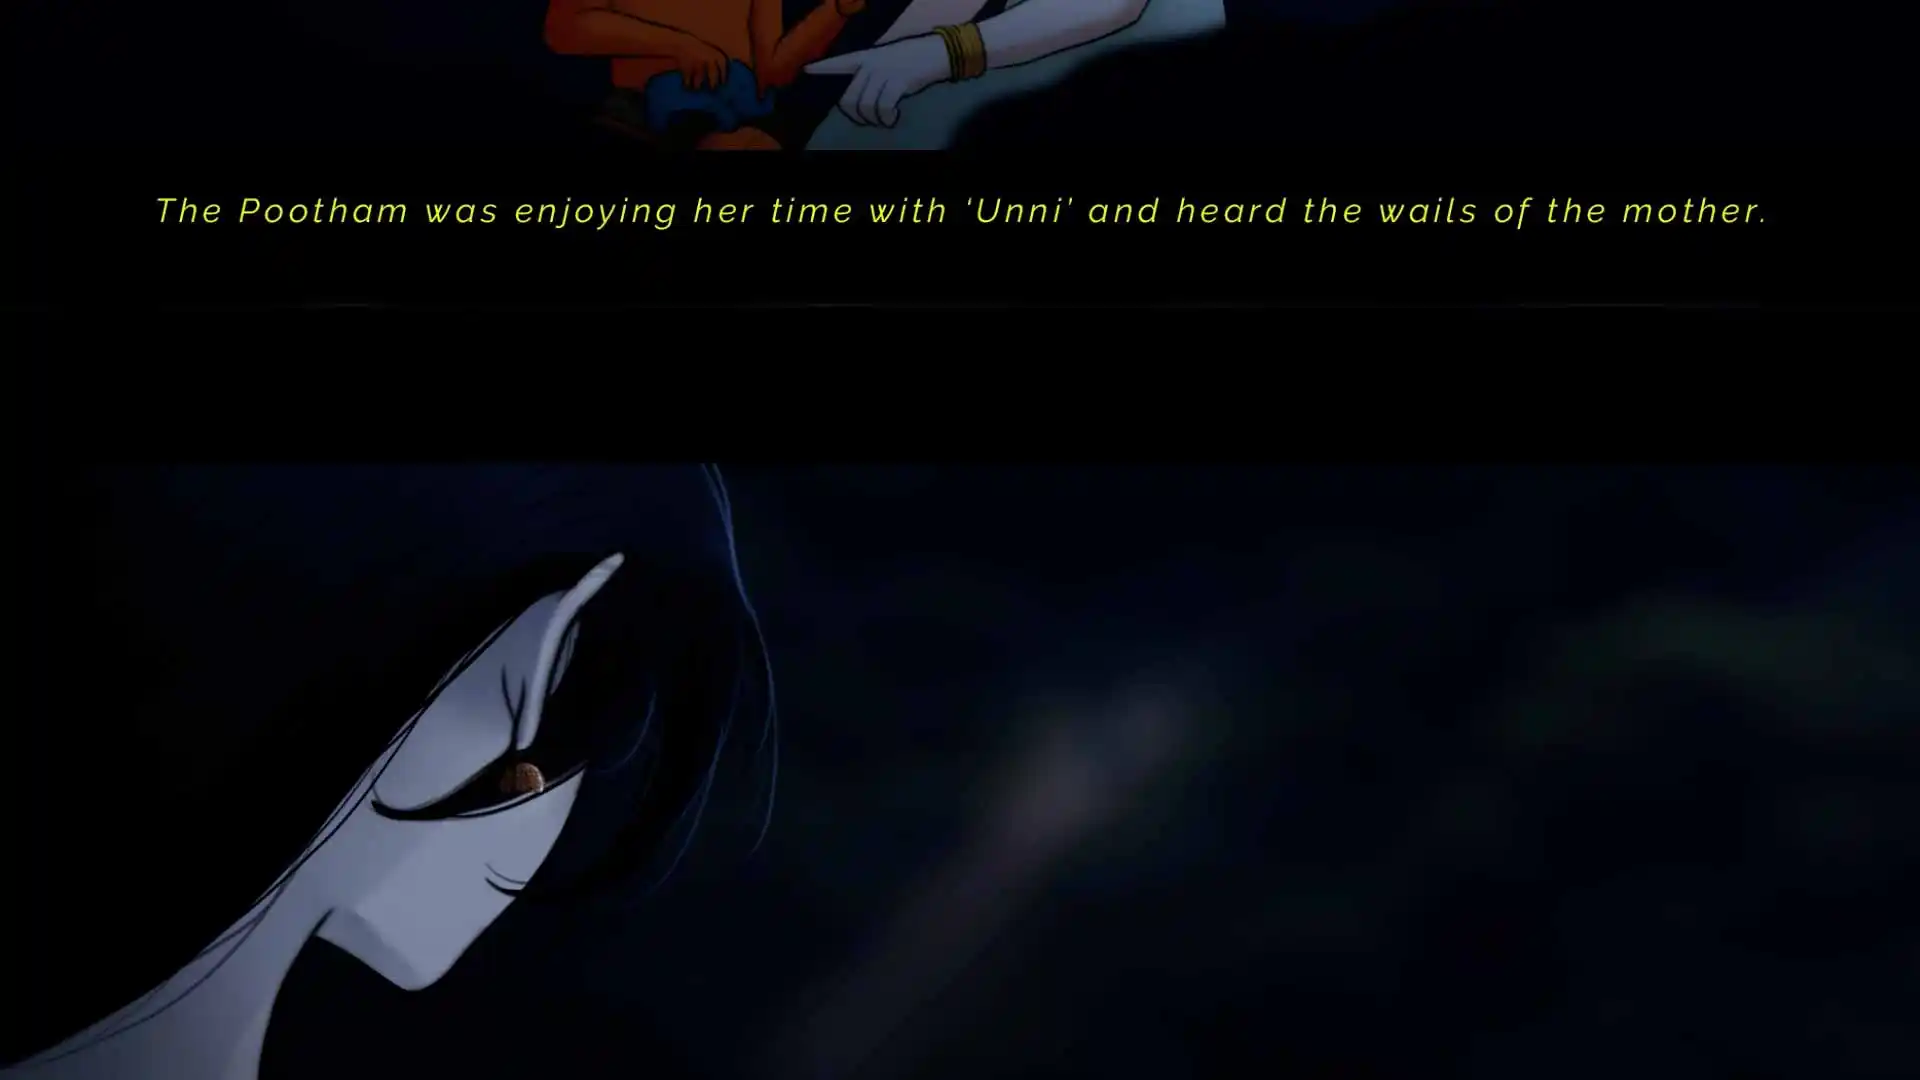 The Pootham was enjoying her time with ‘Unni’ and heard the wails of the mother.